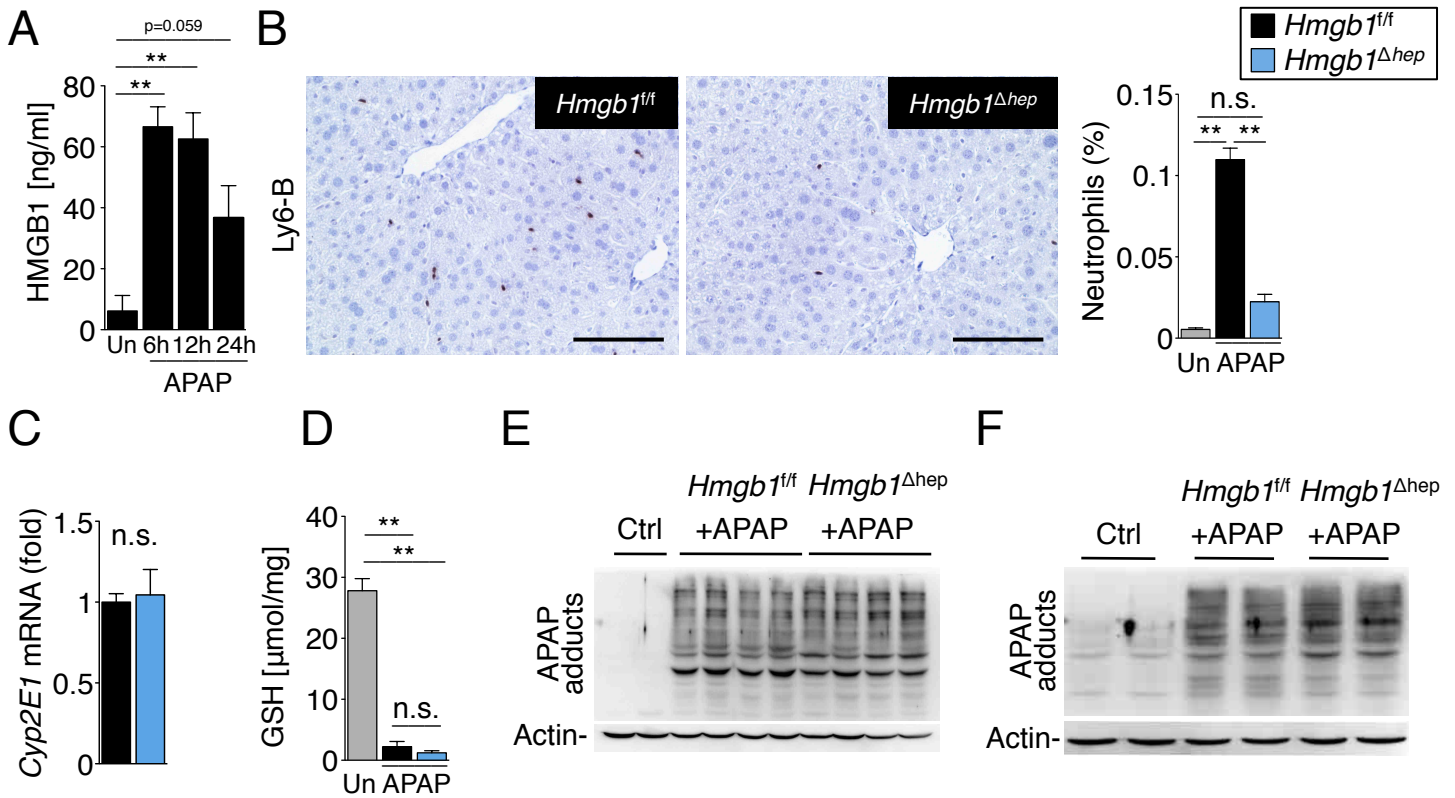 A
p=0.059
**
**
HMGB1 [ng/ml]
80
60
40
20
0
Un 6h 12h 24h
APAP
B
Ly6-B
Hmgb1f/f
Hmgb1Δhep
Hmgb1f/f
Hmgb1Δhep
Neutrophils (%)
0.15
0.1
0.05
0
n.s.
** **
Un APAP
C
Cyp2E1 mRNA (fold)
1.5
1
0.5
0
n.s.
D
GSH [µmol/mg]
40
30
20
10
0
**
**
n.s.
Un APAP
E
Hmgb1f/f Hmgb1Δhep
Ctrl +APAP +APAP
APAP
adducts
Actin-
F
Hmgb1f/f Hmgb1Δhep
Ctrl +APAP +APAP
APAP
adducts
Actin-